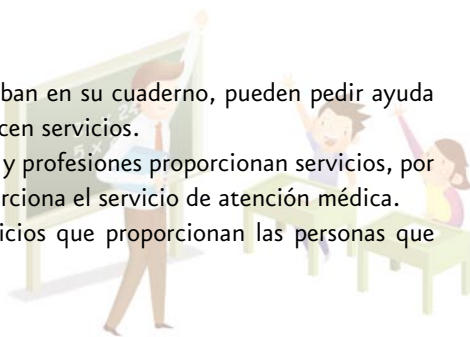 ban en su cuaderno, pueden pedir ayuda
cen servicios.
y profesiones proporcionan servicios, por
rciona el servicio de atención médica.
icios que proporcionan las personas que